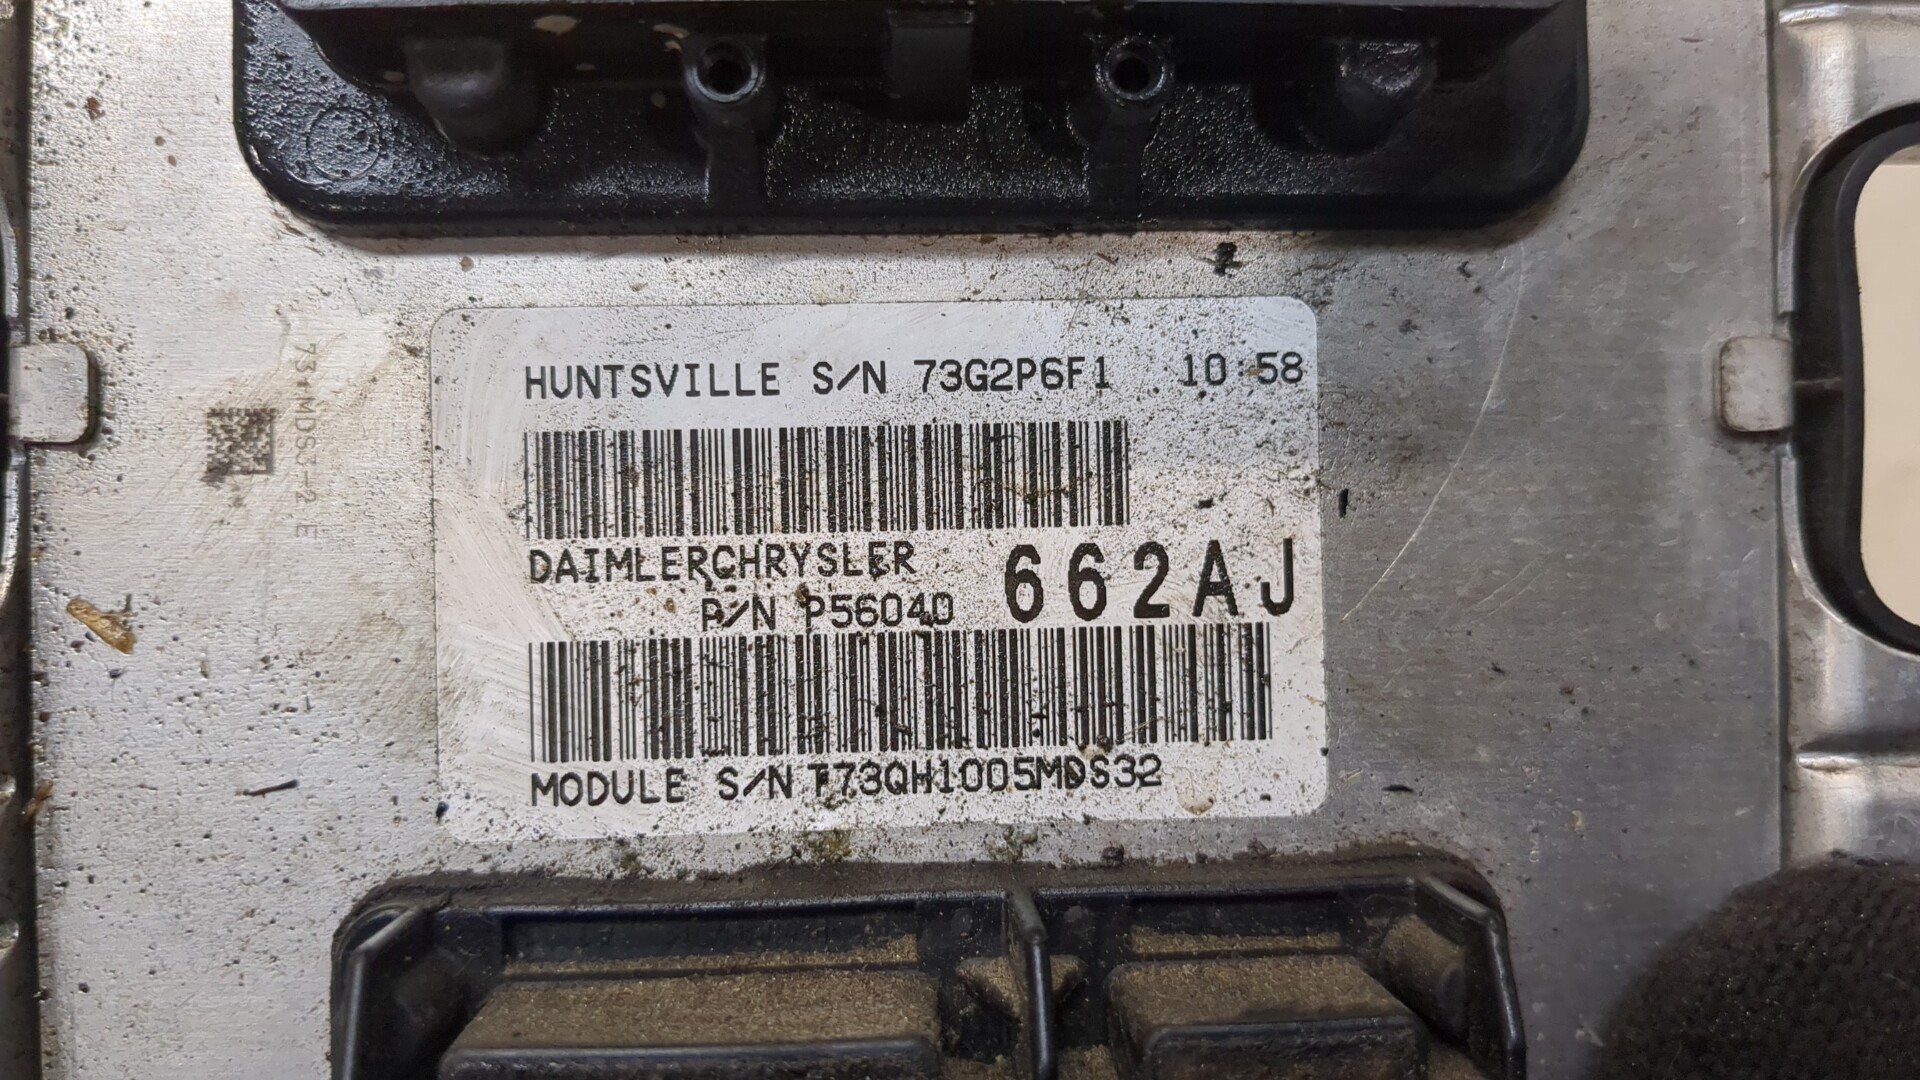 HUNTSVILLE S/N 73G2P6F1 10:58
DAIMLERCHRYSLER
P/N P56040 662AJ
MODULE S/N T73QH1005MDS32